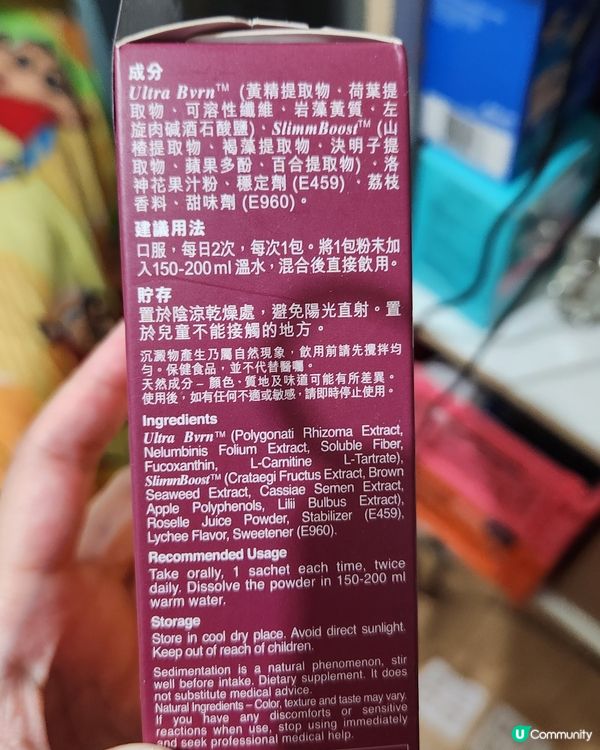 成分
Ultra Bvrn™ (黃精提取物、荷葉提
取物、可溶性纖維、岩藻黃質、左
旋肉碱酒石酸鹽)、SlimmBoost™ (山
楂提取物、褐藻提取物、決明子提
取物、蘋果多酚、百合提取物)、洛
神花果汁粉、穩定劑 (E459)、荔枝
香料、甜味劑 (E960)。
建議用法
口服，每日2次，每次1包。將1包粉末加
入150-200 ml 溫水，混合後直接飲用。
貯存
置於陰涼乾燥處，避免陽光直射。置
於兒童不能接觸的地方。
沉澱物產生乃屬自然現象，飲用前請先攪拌均
勻。保健食品，並不代替醫囑。
天然成分 – 顏色、質地及味道可能有所差異。
使用後，如有任何不適或敏感，請即時停止使用。
Ingredients
Ultra Bvrn™ (Polygonati Rhizoma Extract,
Nelumbinis Folium Extract, Soluble Fiber,
Fucoxanthin, L-Carnitine L-Tartrate),
SlimmBoost™ (Crataegi Fructus Extract, Brown
Seaweed Extract, Cassiae Semen Extract,
Apple Polyphenols, Lilii Bulbus Extract),
Roselle Juice Powder, Stabilizer (E459),
Lychee Flavor, Sweetener (E960).
Recommended Usage
Take orally, 1 sachet each time, twice
daily. Dissolve the powder in 150-200 ml
warm water.
Storage
Store in cool dry place. Avoid direct sunlight.
Keep out of reach of children.
Sedimentation is a natural phenomenon, stir
well before intake. Dietary supplement. It does
not substitute medical advice.
Natural Ingredients – Color, texture and taste may vary.
If you have any discomforts or sensitive
reactions when use, stop using immediately
and seek professional medical help.
U Community